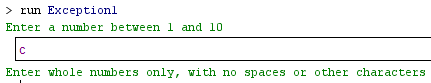 > run Exception1
Enter a number between 1 and 10
c
Enter whole numbers only, with no spaces or other characters